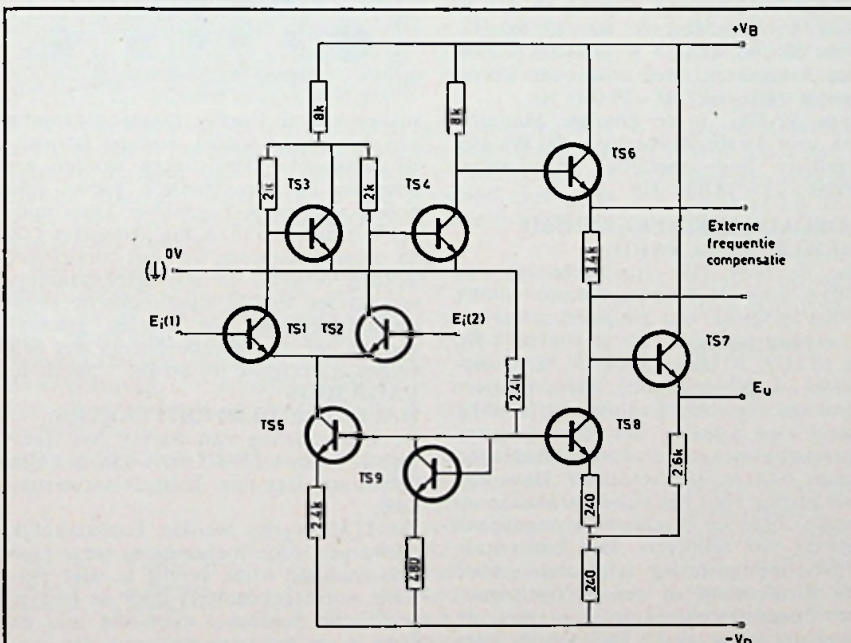 +VB
8k
8k
TS6
2k
TS3
2k
TS4
Externe
frequentie
compensatie
3.4k
0V
(⏚)
Ei(1)
TS1
TS2
Ei(2)
TS7
2.4k
Eu
TS5
TS8
TS9
2.6k
2.4k
480
240
240